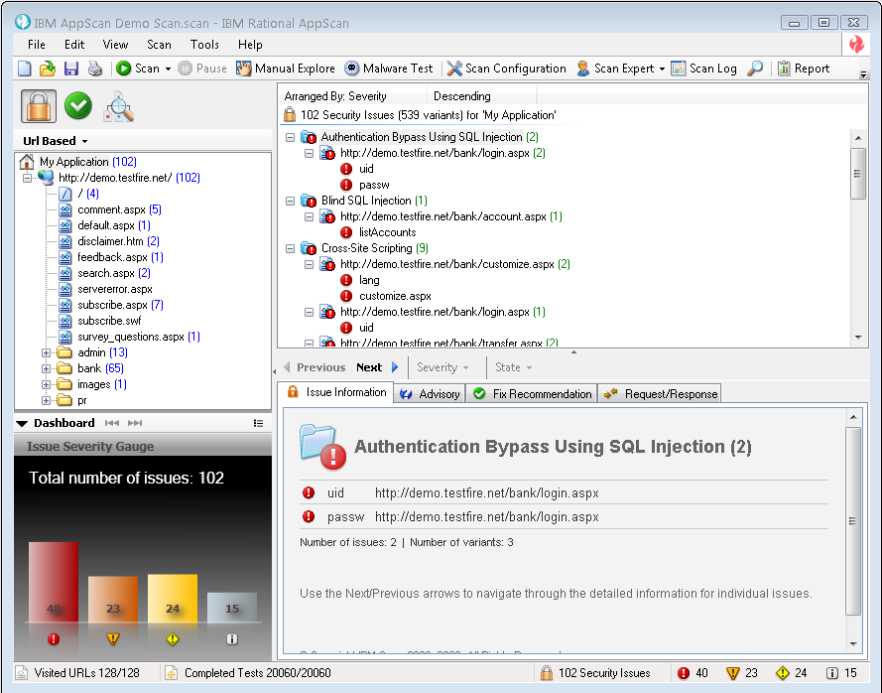 IBM AppScan Demo Scan.scan - IBM Rational AppScan
File Edit View Scan Tools Help
Scan Pause Manual Explore Malware Test Scan Configuration Scan Expert Scan Log Report
Url Based
My Application (102)
http://demo.testfire.net/ (102)
/ (4)
comment.aspx (5)
default.aspx (1)
disclaimer.htm (2)
feedback.aspx (1)
search.aspx (2)
servererror.aspx
subscribe.aspx (7)
subscribe.swf
survey_questions.aspx (1)
admin (13)
bank (65)
images (1)
pr
Dashboard
Issue Severity Gauge
Total number of issues: 102
40 23 24 15
Arranged By: Severity Descending
102 Security Issues (539 variants) for 'My Application'
Authentication Bypass Using SQL Injection (2)
http://demo.testfire.net/bank/login.aspx (2)
uid
passw
Blind SQL Injection (1)
http://demo.testfire.net/bank/account.aspx (1)
listAccounts
Cross-Site Scripting (9)
http://demo.testfire.net/bank/customize.aspx (2)
lang
customize.aspx
http://demo.testfire.net/bank/login.aspx (1)
uid
http://demo.testfire.net/bank/transfer.aspx (2)
Previous Next Severity State
Issue Information Advisory Fix Recommendation Request/Response
Authentication Bypass Using SQL Injection (2)
uid http://demo.testfire.net/bank/login.aspx
passw http://demo.testfire.net/bank/login.aspx
Number of issues: 2 | Number of variants: 3
Use the Next/Previous arrows to navigate through the detailed information for individual issues.
Visited URLs 128/128 Completed Tests 20060/20060 102 Security Issues 40 23 24 15